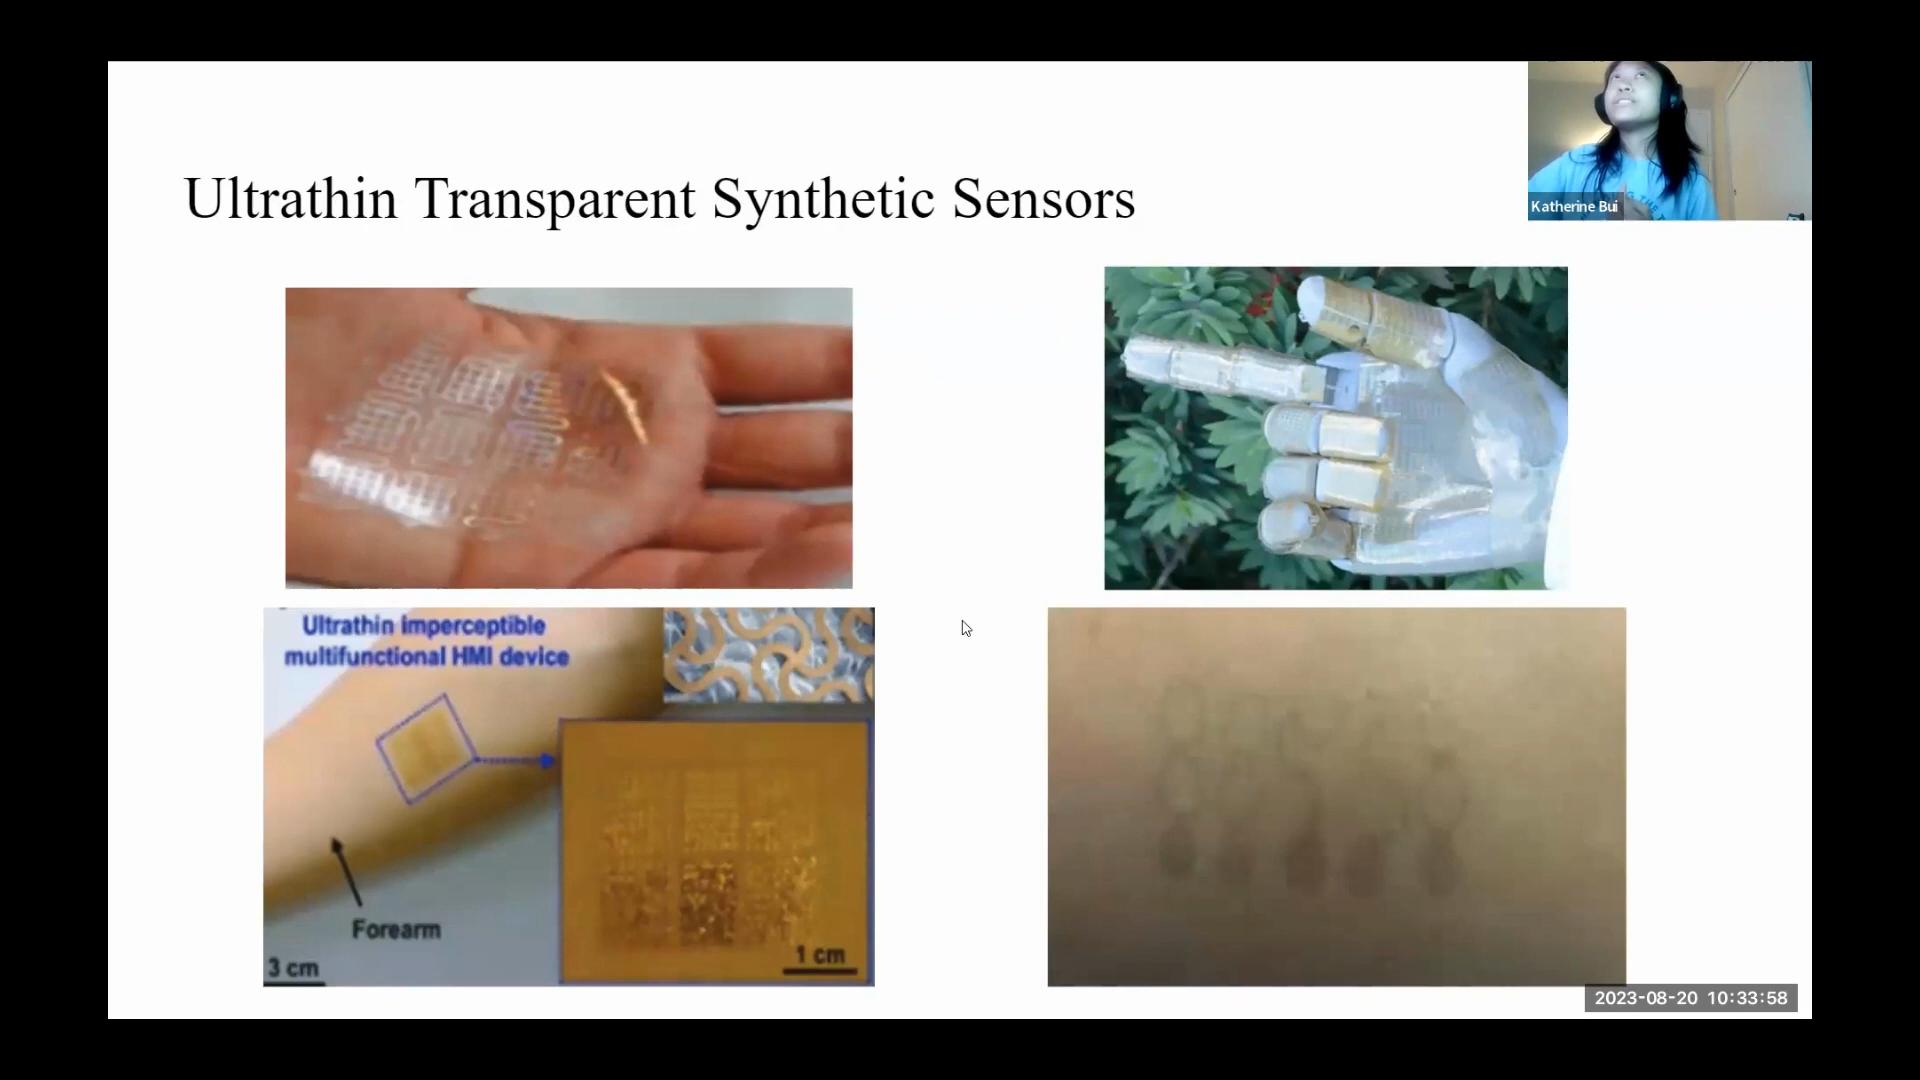 Ultrathin Transparent Synthetic Sensors
Katherine Bui
Ultrathin imperceptible
multifunctional HMI device
Forearm
3 cm
1 cm
2023-08-20 10:33:58